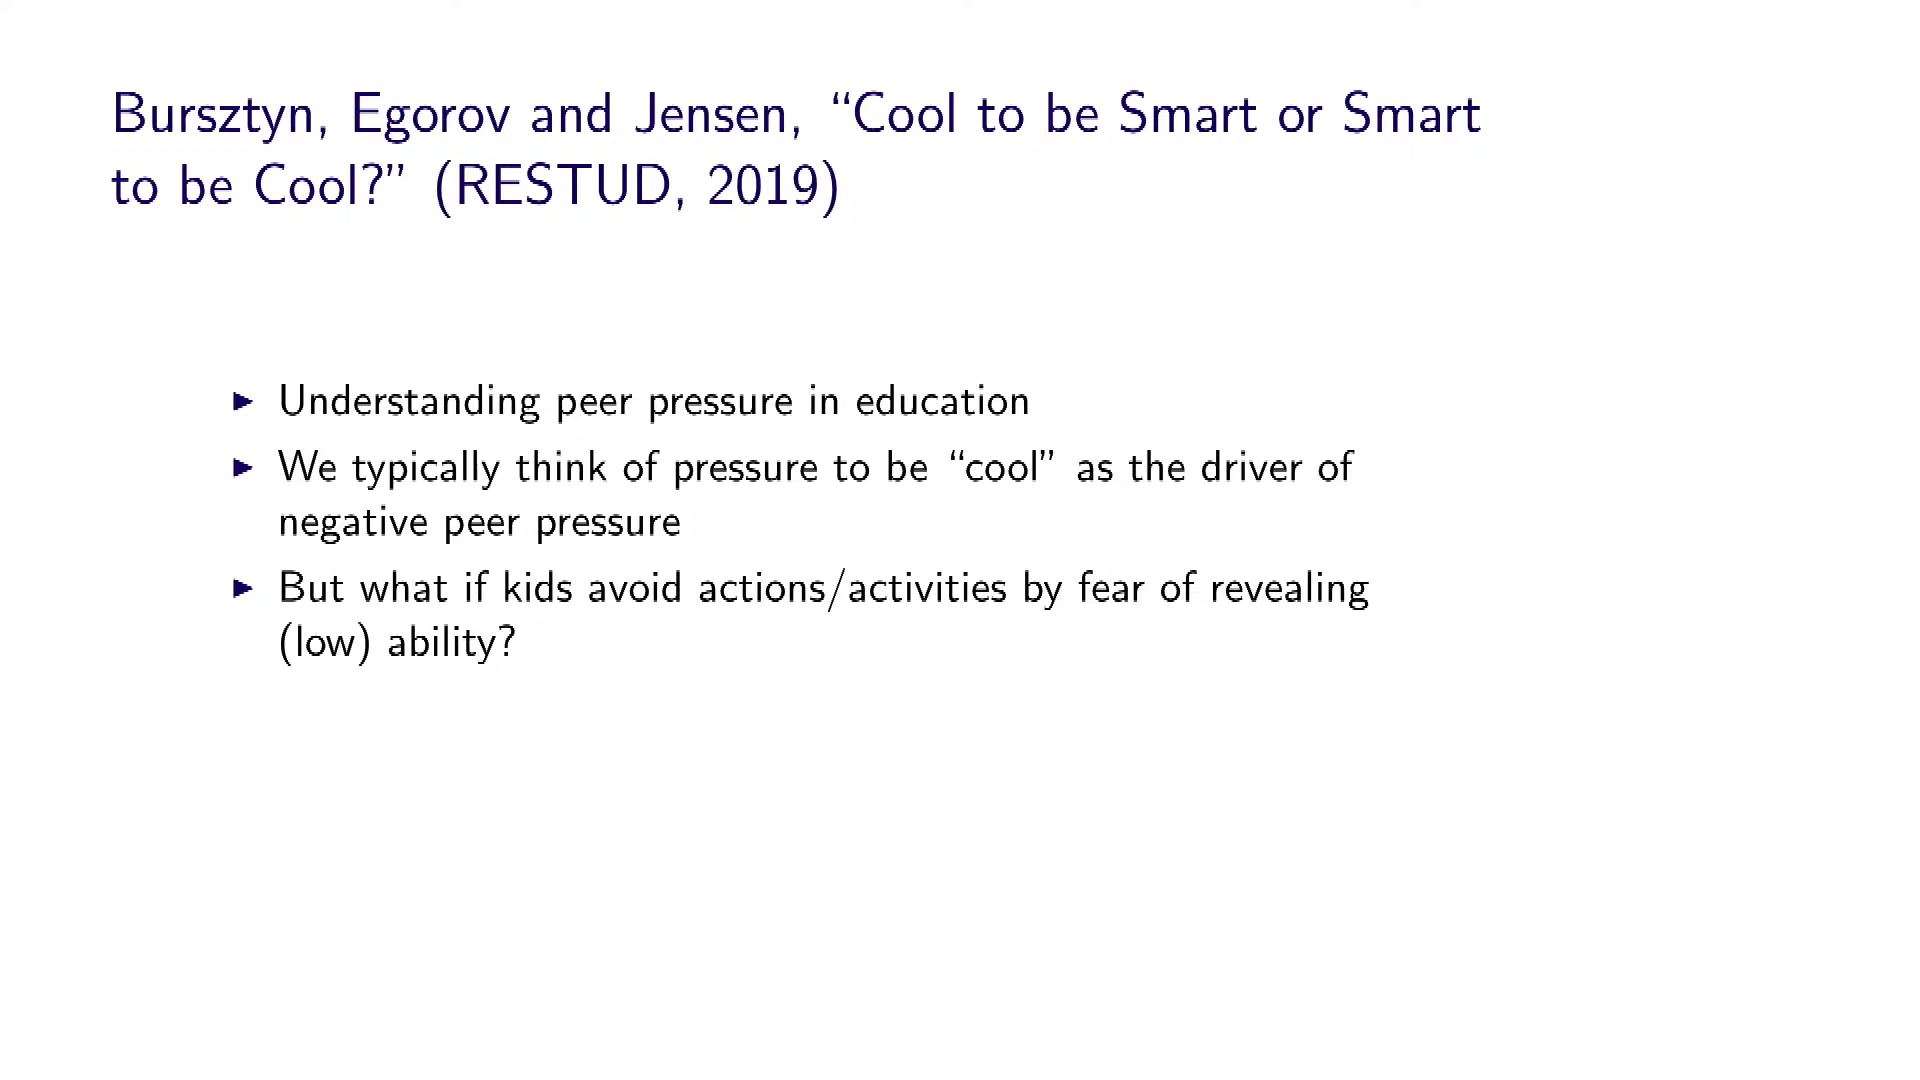 Bursztyn, Egorov and Jensen, “Cool to be Smart or Smart
to be Cool?” (RESTUD, 2019)
▶ Understanding peer pressure in education
▶ We typically think of pressure to be “cool” as the driver of
negative peer pressure
▶ But what if kids avoid actions/activities by fear of revealing
(low) ability?